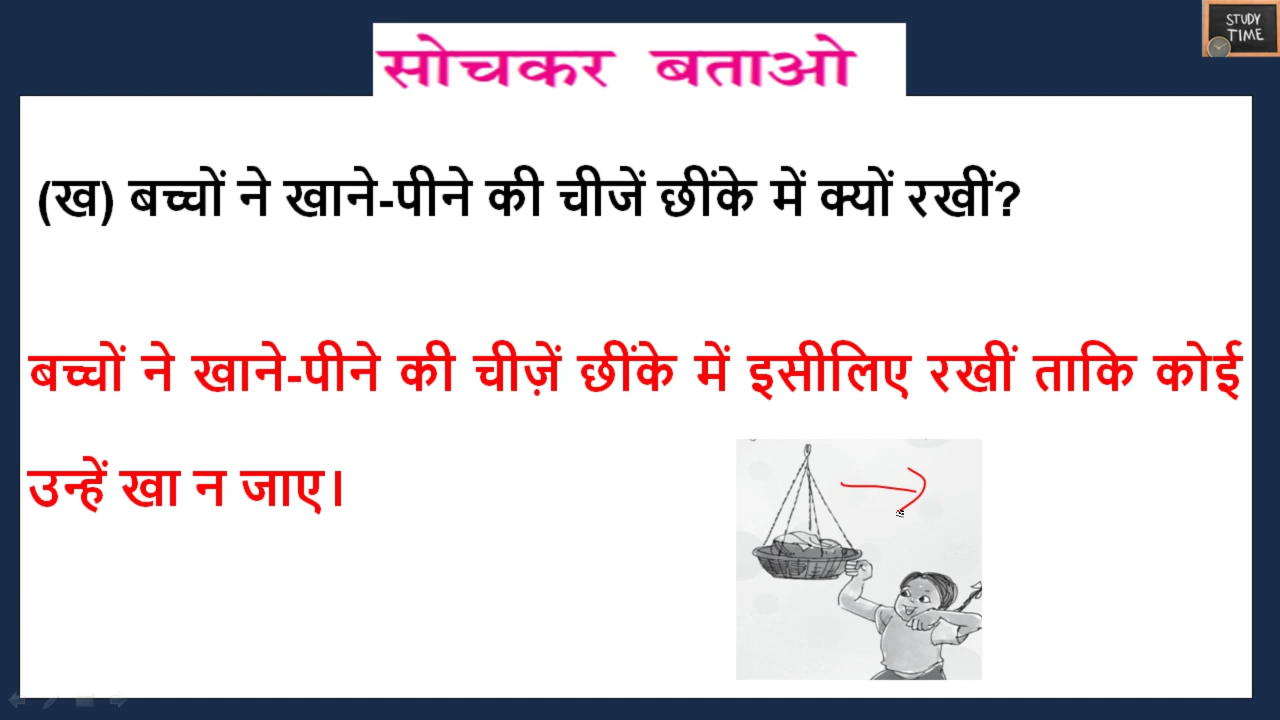 STUDY
TIME
सोचकर बताओ
(ख) बच्चों ने खाने-पीने की चीजें छींके में क्यों रखीं?
बच्चों ने खाने-पीने की चीज़ें छींके में इसीलिए रखीं ताकि कोई
उन्हें खा न जाए।